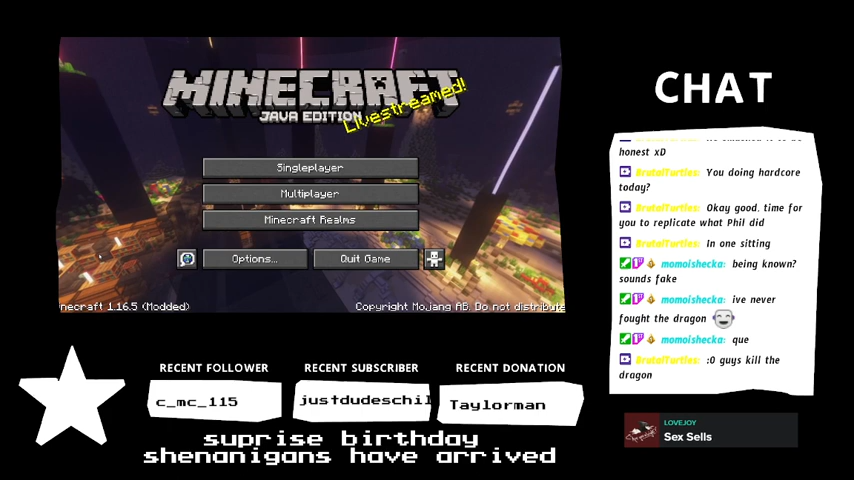 MINECRAFT
JAVA EDITION
Livestreamed!
Singleplayer
Multiplayer
Minecraft Realms
Options...
Quit Game
necraft 1.16.5 (Modded)
Copyright Mojang AB. Do not distribute
CHAT
honest xD
BrutalTurtles: You doing hardcore
today?
BrutalTurtles: Okay good, time for
you to replicate what Phil did
BrutalTurtles: In one sitting
momoishecka: being known?
sounds fake
momoishecka: ive never
fought the dragon
momoishecka: que
BrutalTurtles: :0 guys kill the
dragon
RECENT FOLLOWER
RECENT SUBSCRIBER
RECENT DONATION
c_mc_115
justdudeschil
Taylorman
suprise birthday
shenanigans have arrived
LOVEJOY
Sex Sells